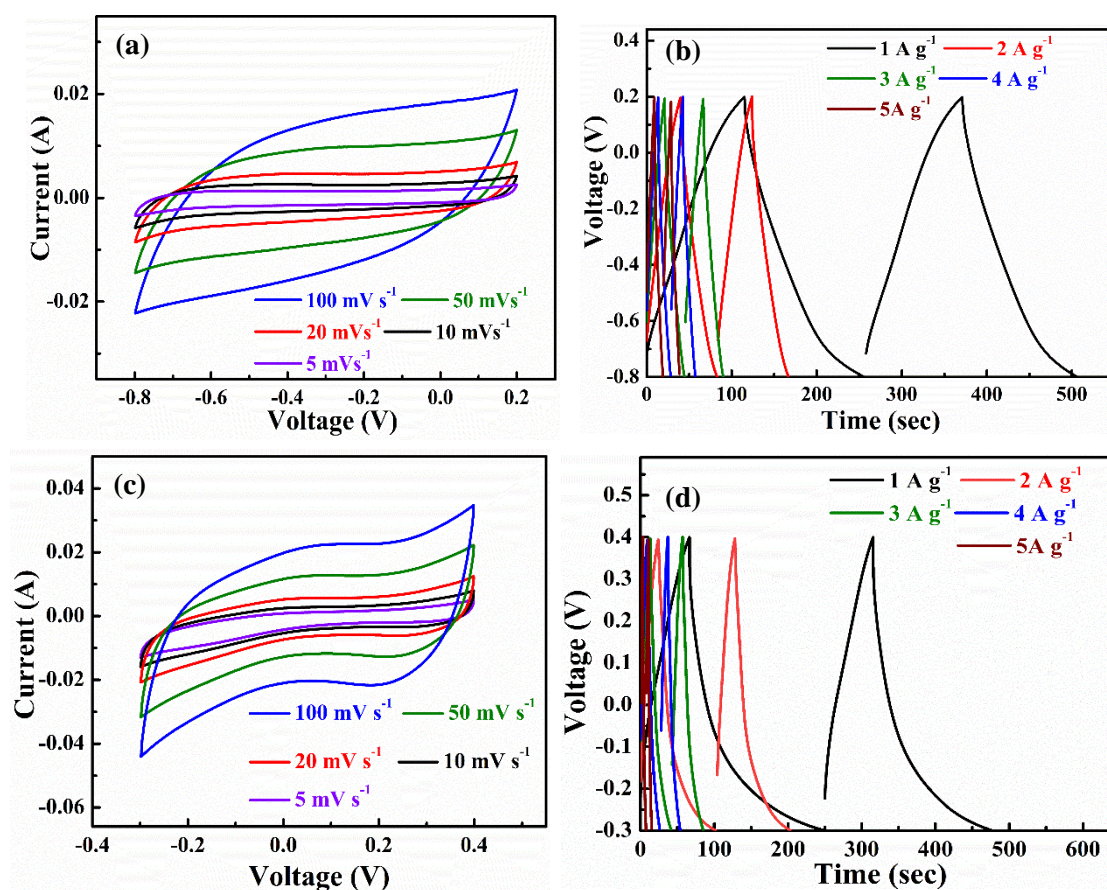 (a)
0.02
0.00
-0.02
Current (A)
100 mV s-1 50 mVs-1
20 mVs-1 10 mVs-1
5 mVs-1
-0.8 -0.6 -0.4 -0.2 0.0 0.2
Voltage (V)
(b)
1 A g-1 2 A g-1
3 A g-1 4 A g-1
5A g-1
0.4
0.2
0.0
-0.2
-0.4
-0.6
-0.8
Voltage (V)
0 100 200 300 400 500
Time (sec)
(c)
0.04
0.02
0.00
-0.02
-0.04
-0.06
Current (A)
100 mV s-1 50 mV s-1
20 mV s-1 10 mV s-1
5 mV s-1
-0.4 -0.2 0.0 0.2 0.4
Voltage (V)
(d)
1 A g-1 2 A g-1
3 A g-1 4 A g-1
5A g-1
0.5
0.4
0.3
0.2
0.1
0.0
-0.1
-0.2
-0.3
Voltage (V)
0 100 200 300 400 500 600
Time (sec)